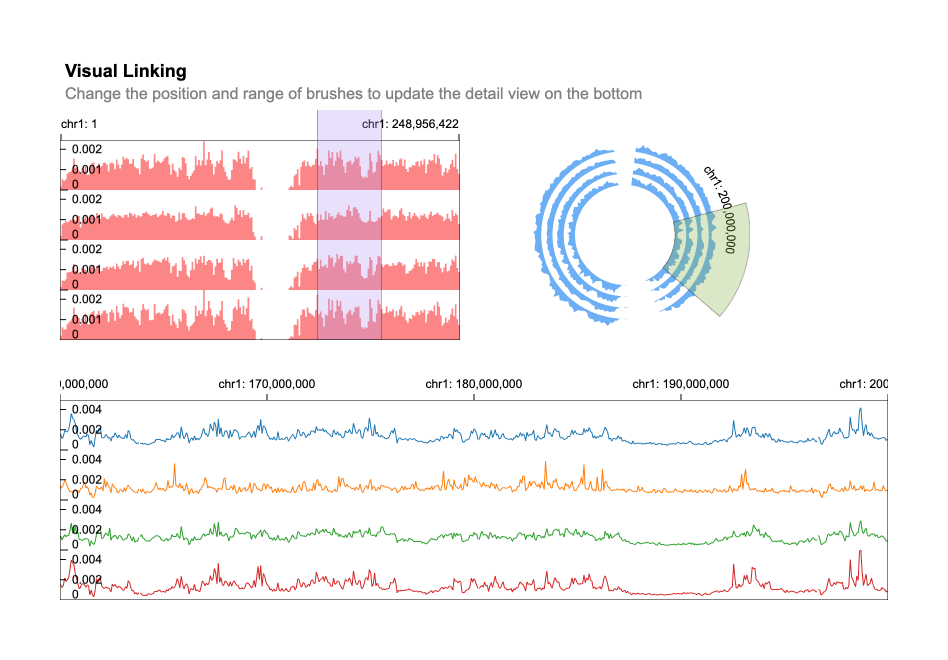 Visual Linking
Change the position and range of brushes to update the detail view on the bottom
chr1: 1
chr1: 248,956,422
0.002
0.001
0
0.002
0.001
0
0.002
0.001
0
0.002
0.001
0
chr1: 200,000,000
),000,000
chr1: 170,000,000
chr1: 180,000,000
chr1: 190,000,000
chr1: 200
0.004
0.002
0
0.004
0.002
0
0.004
0.002
0
0.004
0.002
0